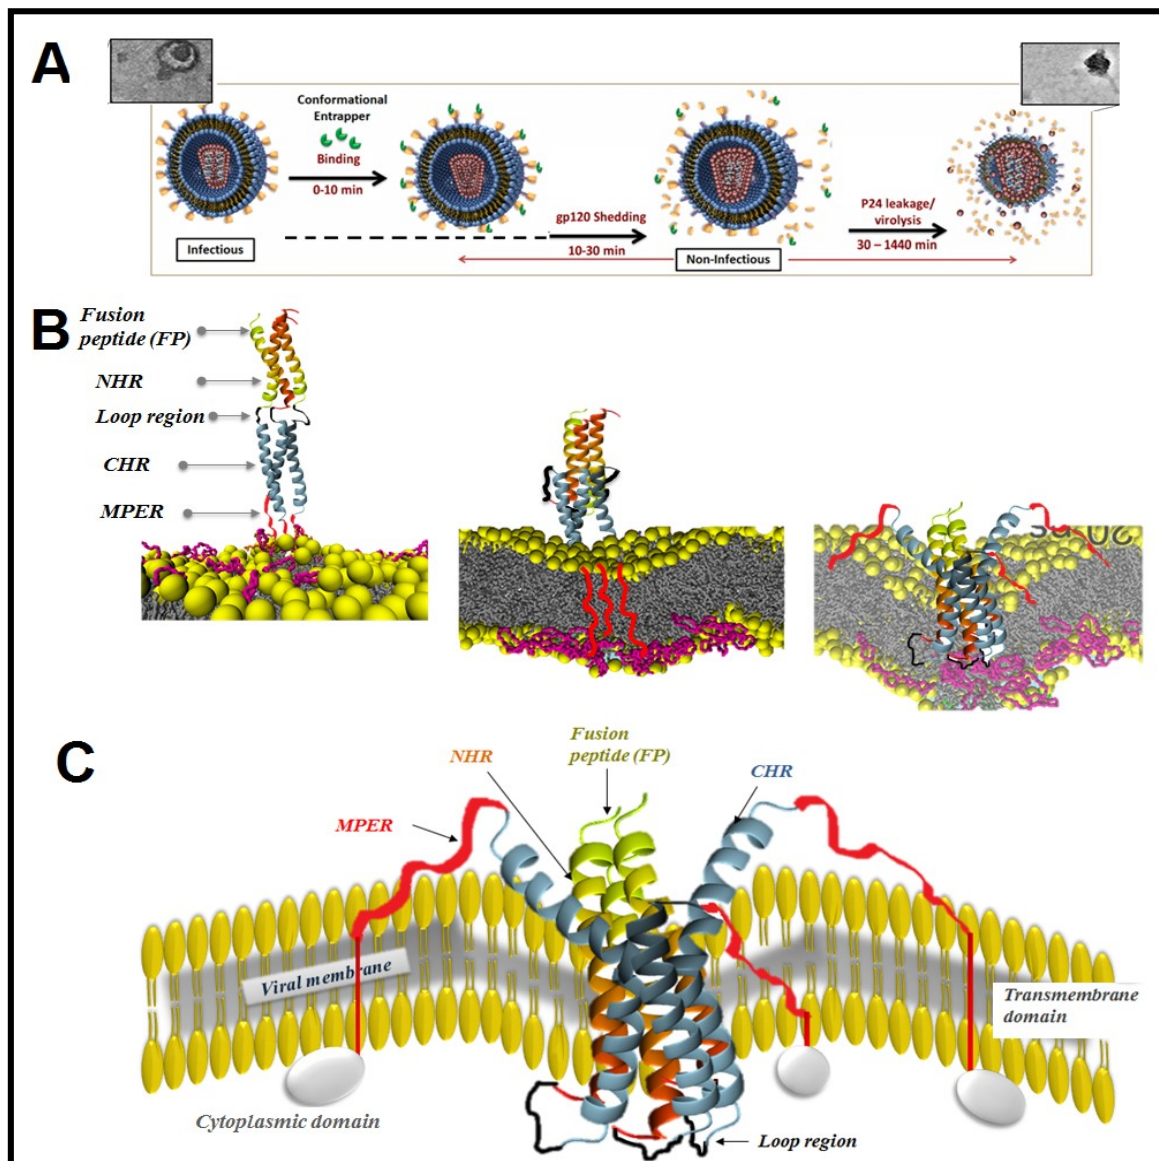 A
Conformational
Entrapper
Binding
0-10 min
gp120 Shedding
10-30 min
P24 leakage/
virolysis
30 – 1440 min
Infectious
Non-Infectious
B
Fusion
peptide (FP)
NHR
Loop region
CHR
MPER
C
Fusion
peptide (FP)
NHR
CHR
MPER
Viral membrane
Transmembrane
domain
Cytoplasmic domain
Loop region